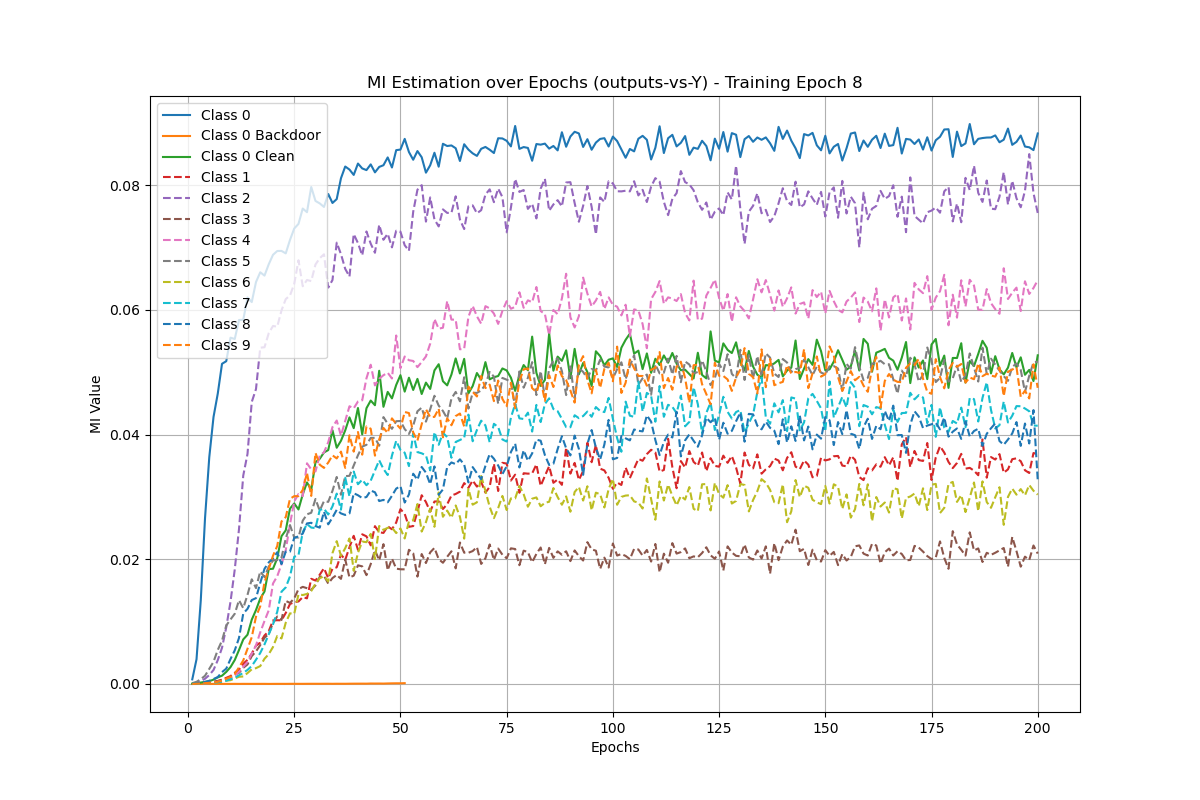 MI Estimation over Epochs (outputs-vs-Y) - Training Epoch 8
Class 0
Class 0 Backdoor
Class 0 Clean
Class 1
Class 2
Class 3
Class 4
Class 5
Class 6
Class 7
Class 8
Class 9
MI Value
0.08
0.06
0.04
0.02
0.00
0 25 50 75 100 125 150 175 200
Epochs